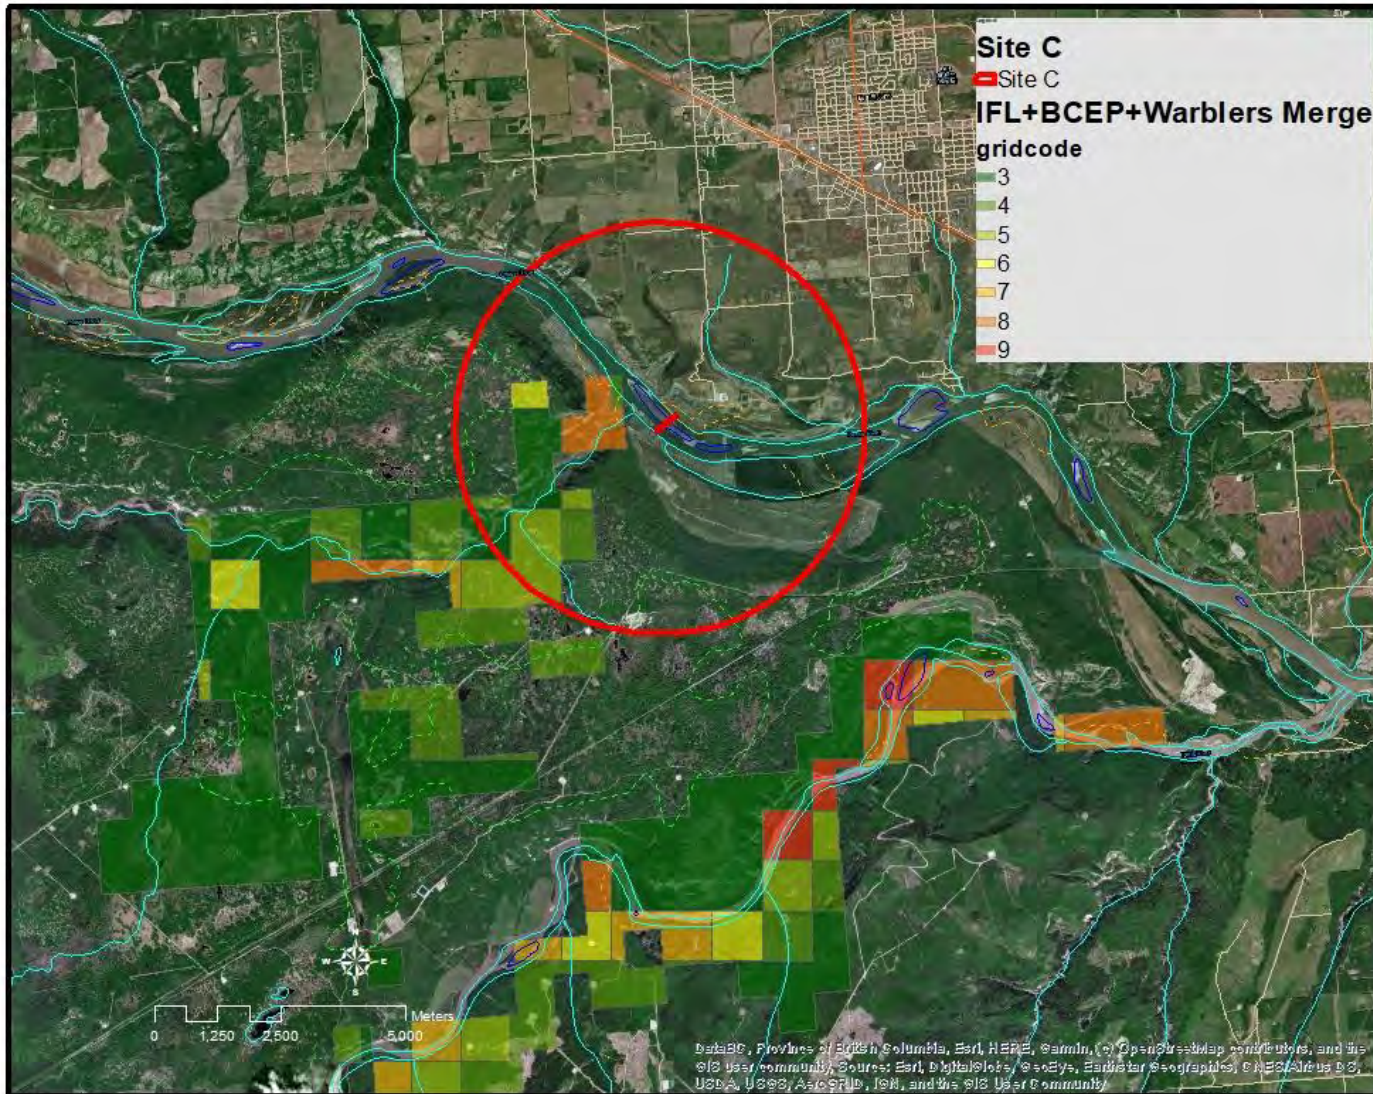 Site C
Site C
IFL+BCEP+Warblers Merge
gridcode
3
4
5
6
7
8
9
N
W
E
S
Meters
0
1,250
2,500
5,000
DataBC, Province of British Columbia, Esri, HERE, Garmin, (c) OpenStreetMap contributors, and the
GIS user community, Source: Esri, DigitalGlobe, GeoEye, Earthstar Geographics, CNES/Airbus DS,
USDA, USGS, AeroGRID, IGN, and the GIS User Community